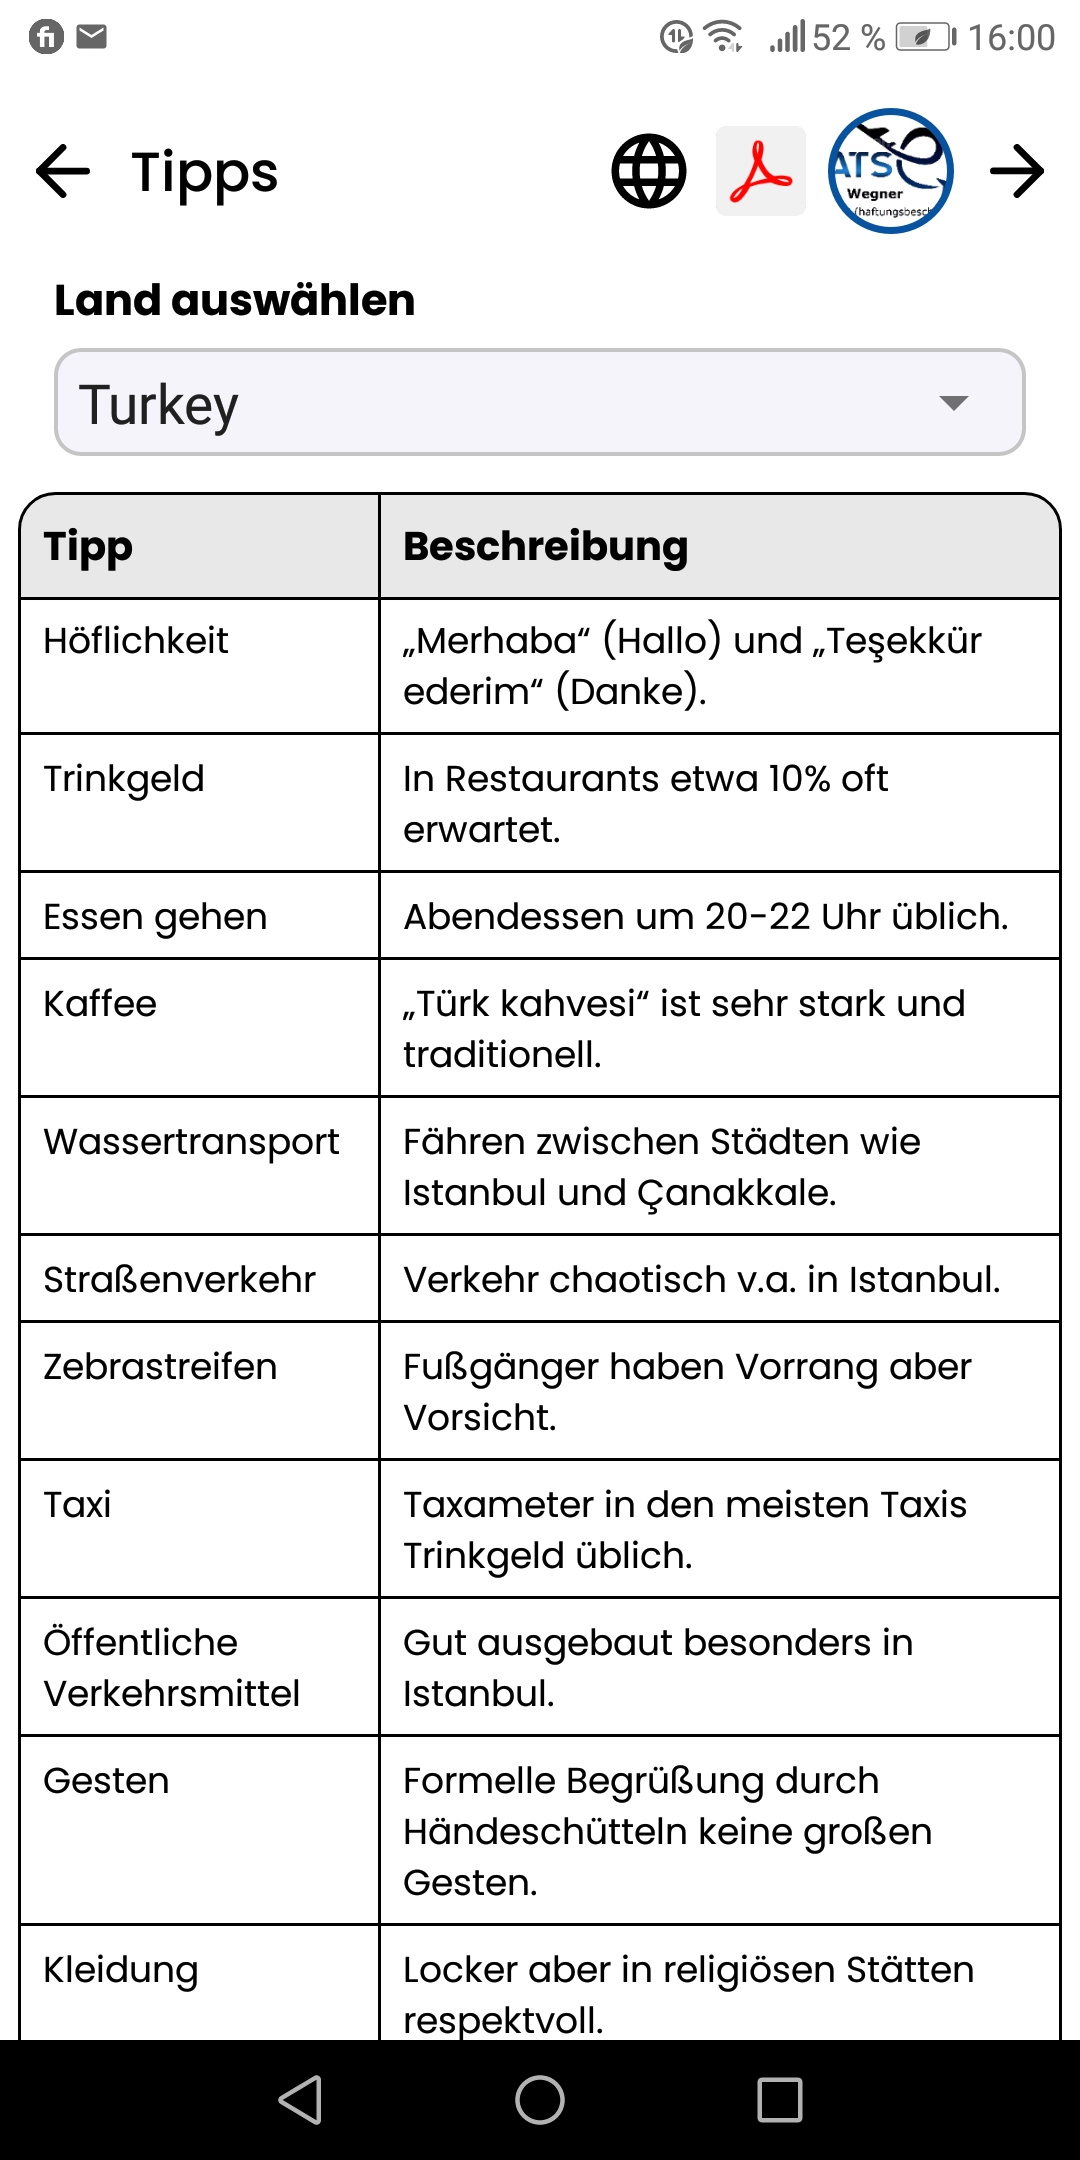 52 % 16:00
Tipps
ATS
Wegner
(haftungsbesch
Land auswählen
Turkey
Tipp Beschreibung
Höflichkeit „Merhaba“ (Hallo) und „Teşekkür
ederim“ (Danke).
Trinkgeld In Restaurants etwa 10% oft
erwartet.
Essen gehen Abendessen um 20-22 Uhr üblich.
Kaffee „Türk kahvesi“ ist sehr stark und
traditionell.
Wassertransport Fähren zwischen Städten wie
Istanbul und Çanakkale.
Straßenverkehr Verkehr chaotisch v.a. in Istanbul.
Zebrastreifen Fußgänger haben Vorrang aber
Vorsicht.
Taxi Taxameter in den meisten Taxis
Trinkgeld üblich.
Öffentliche Gut ausgebaut besonders in
Verkehrsmittel Istanbul.
Gesten Formelle Begrüßung durch
Händeschütteln keine großen
Gesten.
Kleidung Locker aber in religiösen Stätten
respektvoll.